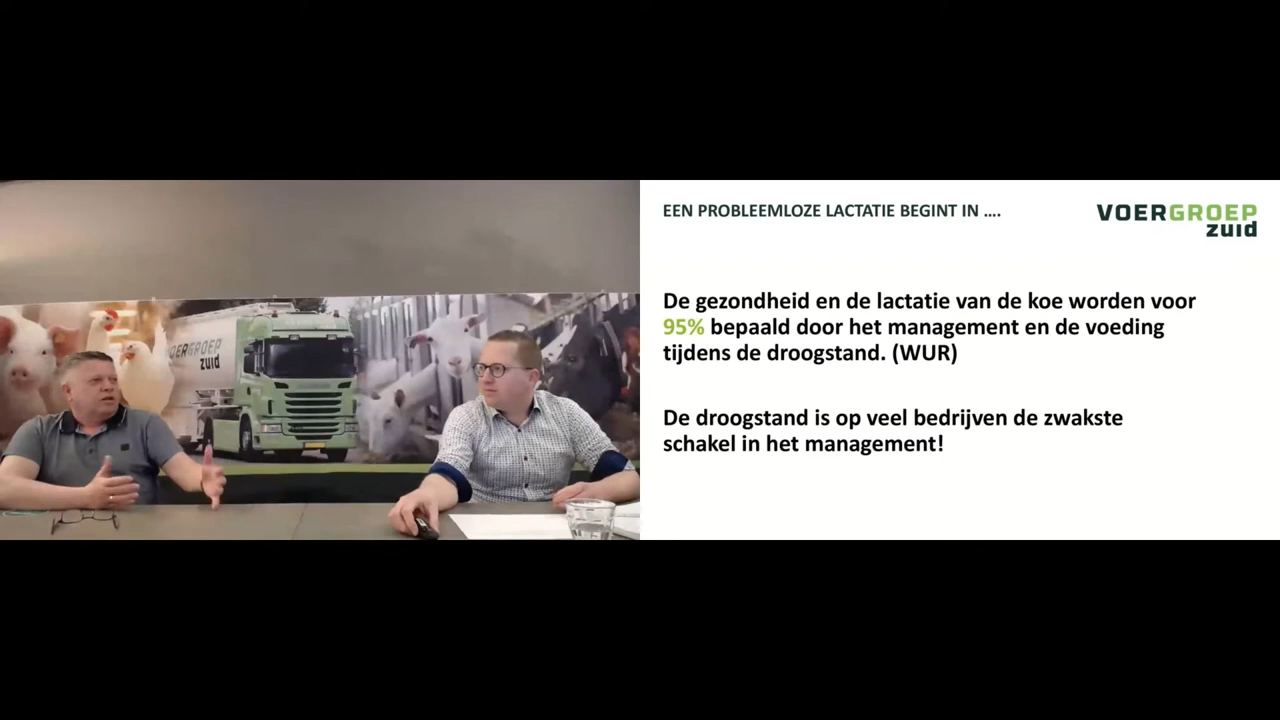 EEN PROBLEEMLOZE LACTATIE BEGINT IN ....
VOERGROEP
zuid
De gezondheid en de lactatie van de koe worden voor
95% bepaald door het management en de voeding
tijdens de droogstand. (WUR)
De droogstand is op veel bedrijven de zwakste
schakel in het management!
VOERGROEP
zuid